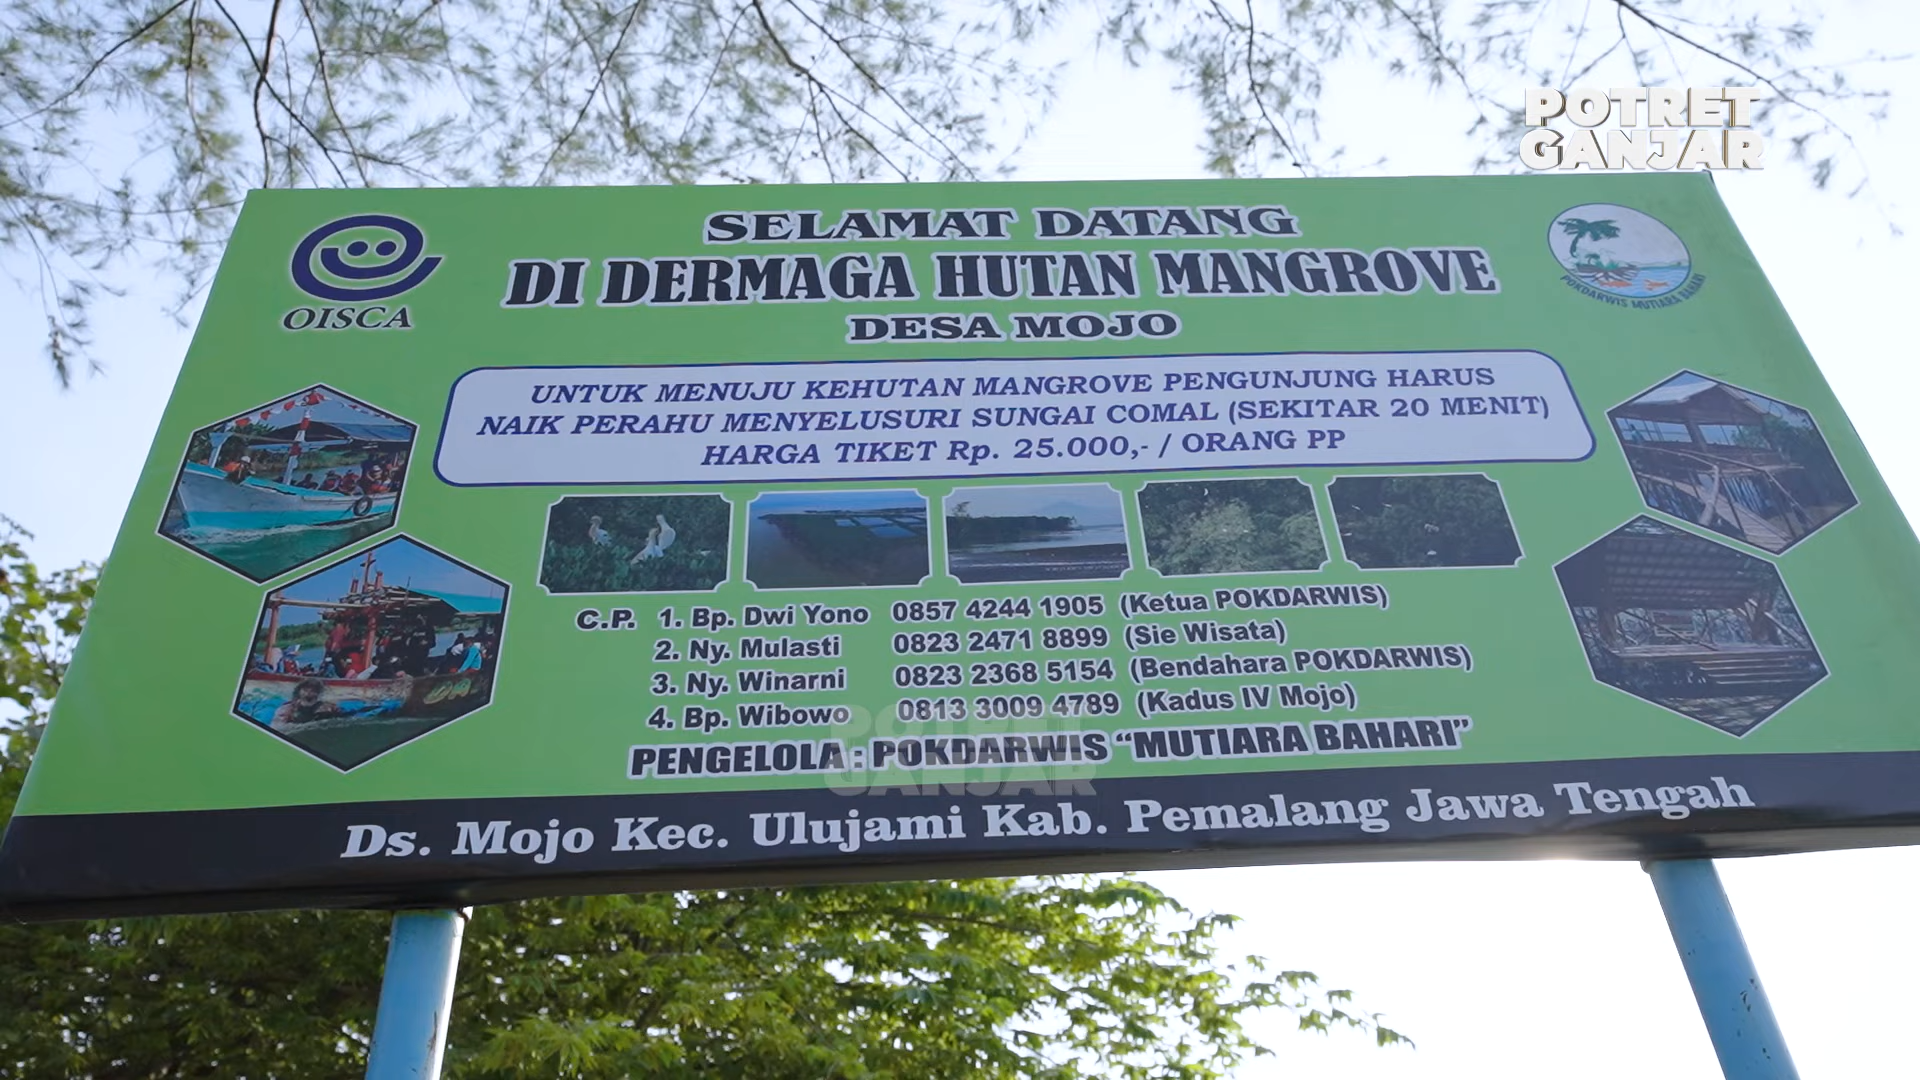 POTRET
GANJAR
OISCA
SELAMAT DATANG
DI DERMAGA HUTAN MANGROVE
DESA MOJO
POKDARWIS MUTIARA BAHARI
UNTUK MENUJU KEHUTAN MANGROVE PENGUNJUNG HARUS
NAIK PERAHU MENYELUSURI SUNGAI COMAL (SEKITAR 20 MENIT)
HARGA TIKET Rp. 25.000,- / ORANG PP
C.P. 1. Bp. Dwi Yono 0857 4244 1905 (Ketua POKDARWIS)
2. Ny. Mulasti 0823 2471 8899 (Sie Wisata)
3. Ny. Winarni 0823 2368 5154 (Bendahara POKDARWIS)
4. Bp. Wibowo 0813 3009 4789 (Kadus IV Mojo)
PENGELOLA : POKDARWIS "MUTIARA BAHARI"
POTRET
GANJAR
Ds. Mojo Kec. Ulujami Kab. Pemalang Jawa Tengah